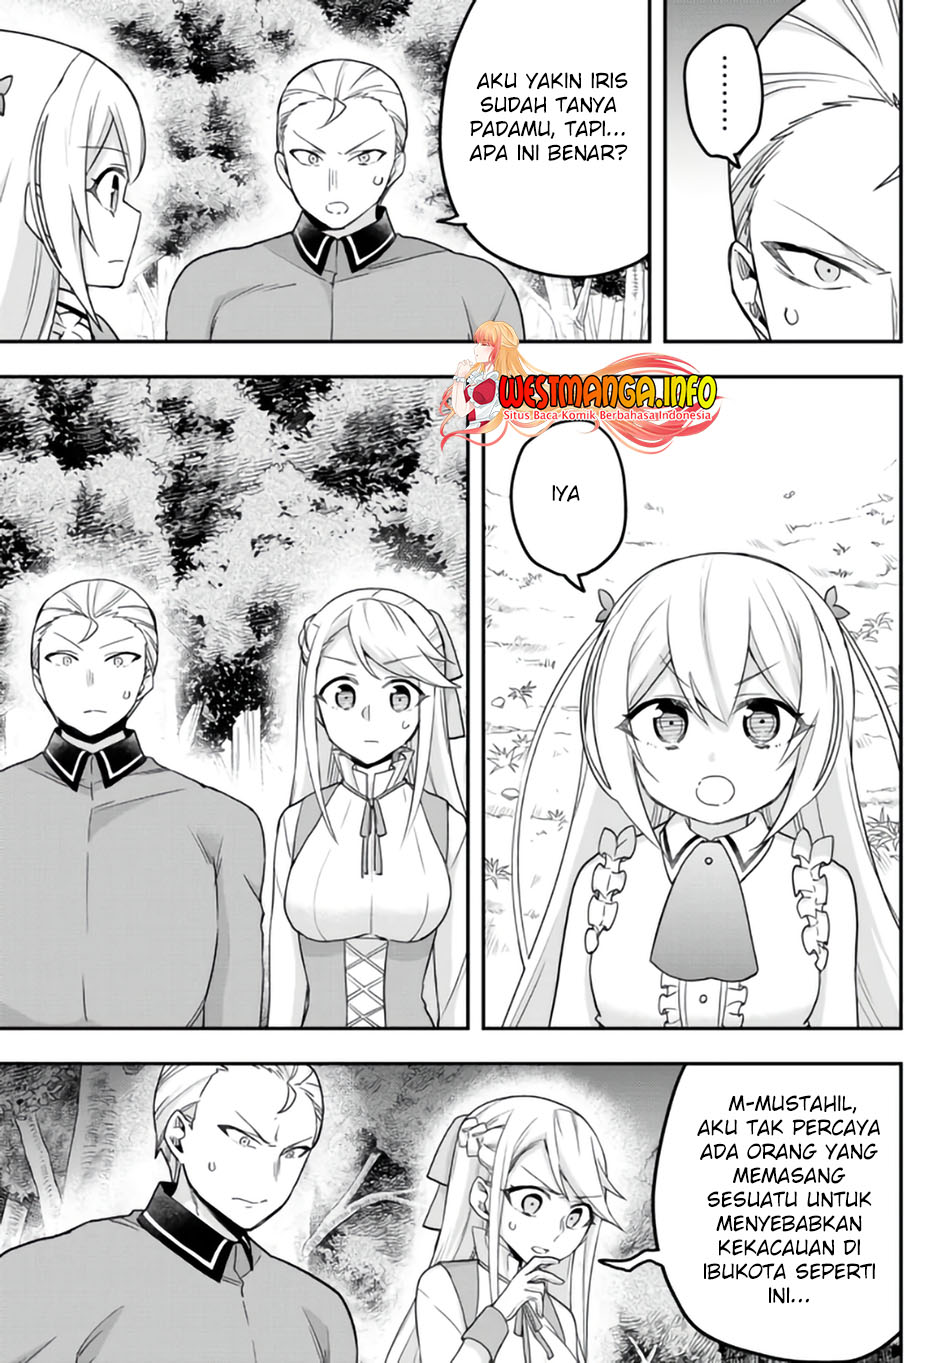 ..........
AKU YAKIN IRIS
SUDAH TANYA
PADAMU, TAPI...
APA INI BENAR?
WESTMANGA.INFO
Situs Baca Komik Berbahasa Indonesia
IYA
M-MUSTAHIL,
AKU TAK PERCAYA
ADA ORANG YANG
MEMASANG
SESUATU UNTUK
MENYEBABKAN
KEKACAUAN DI
IBUKOTA SEPERTI
INI...